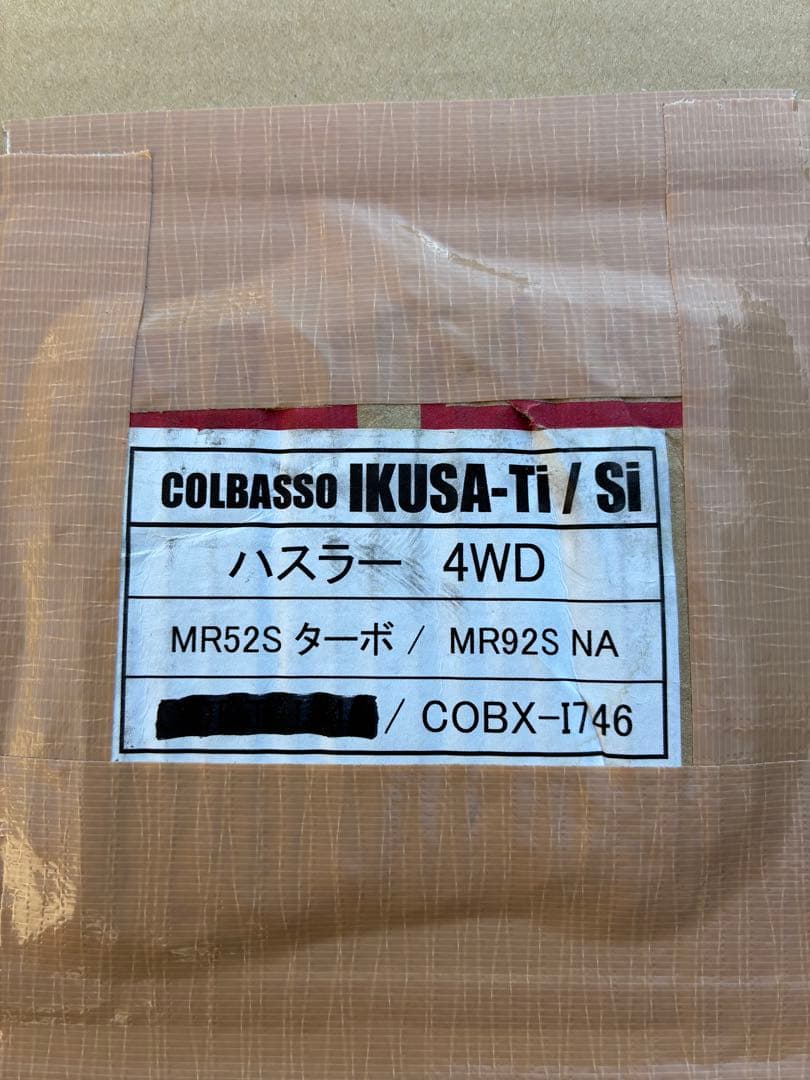 COLBASSO IKUSA-Ti / Si
ハスラー 4WD
MR52S ターボ / MR92S NA
/ COBX-I746